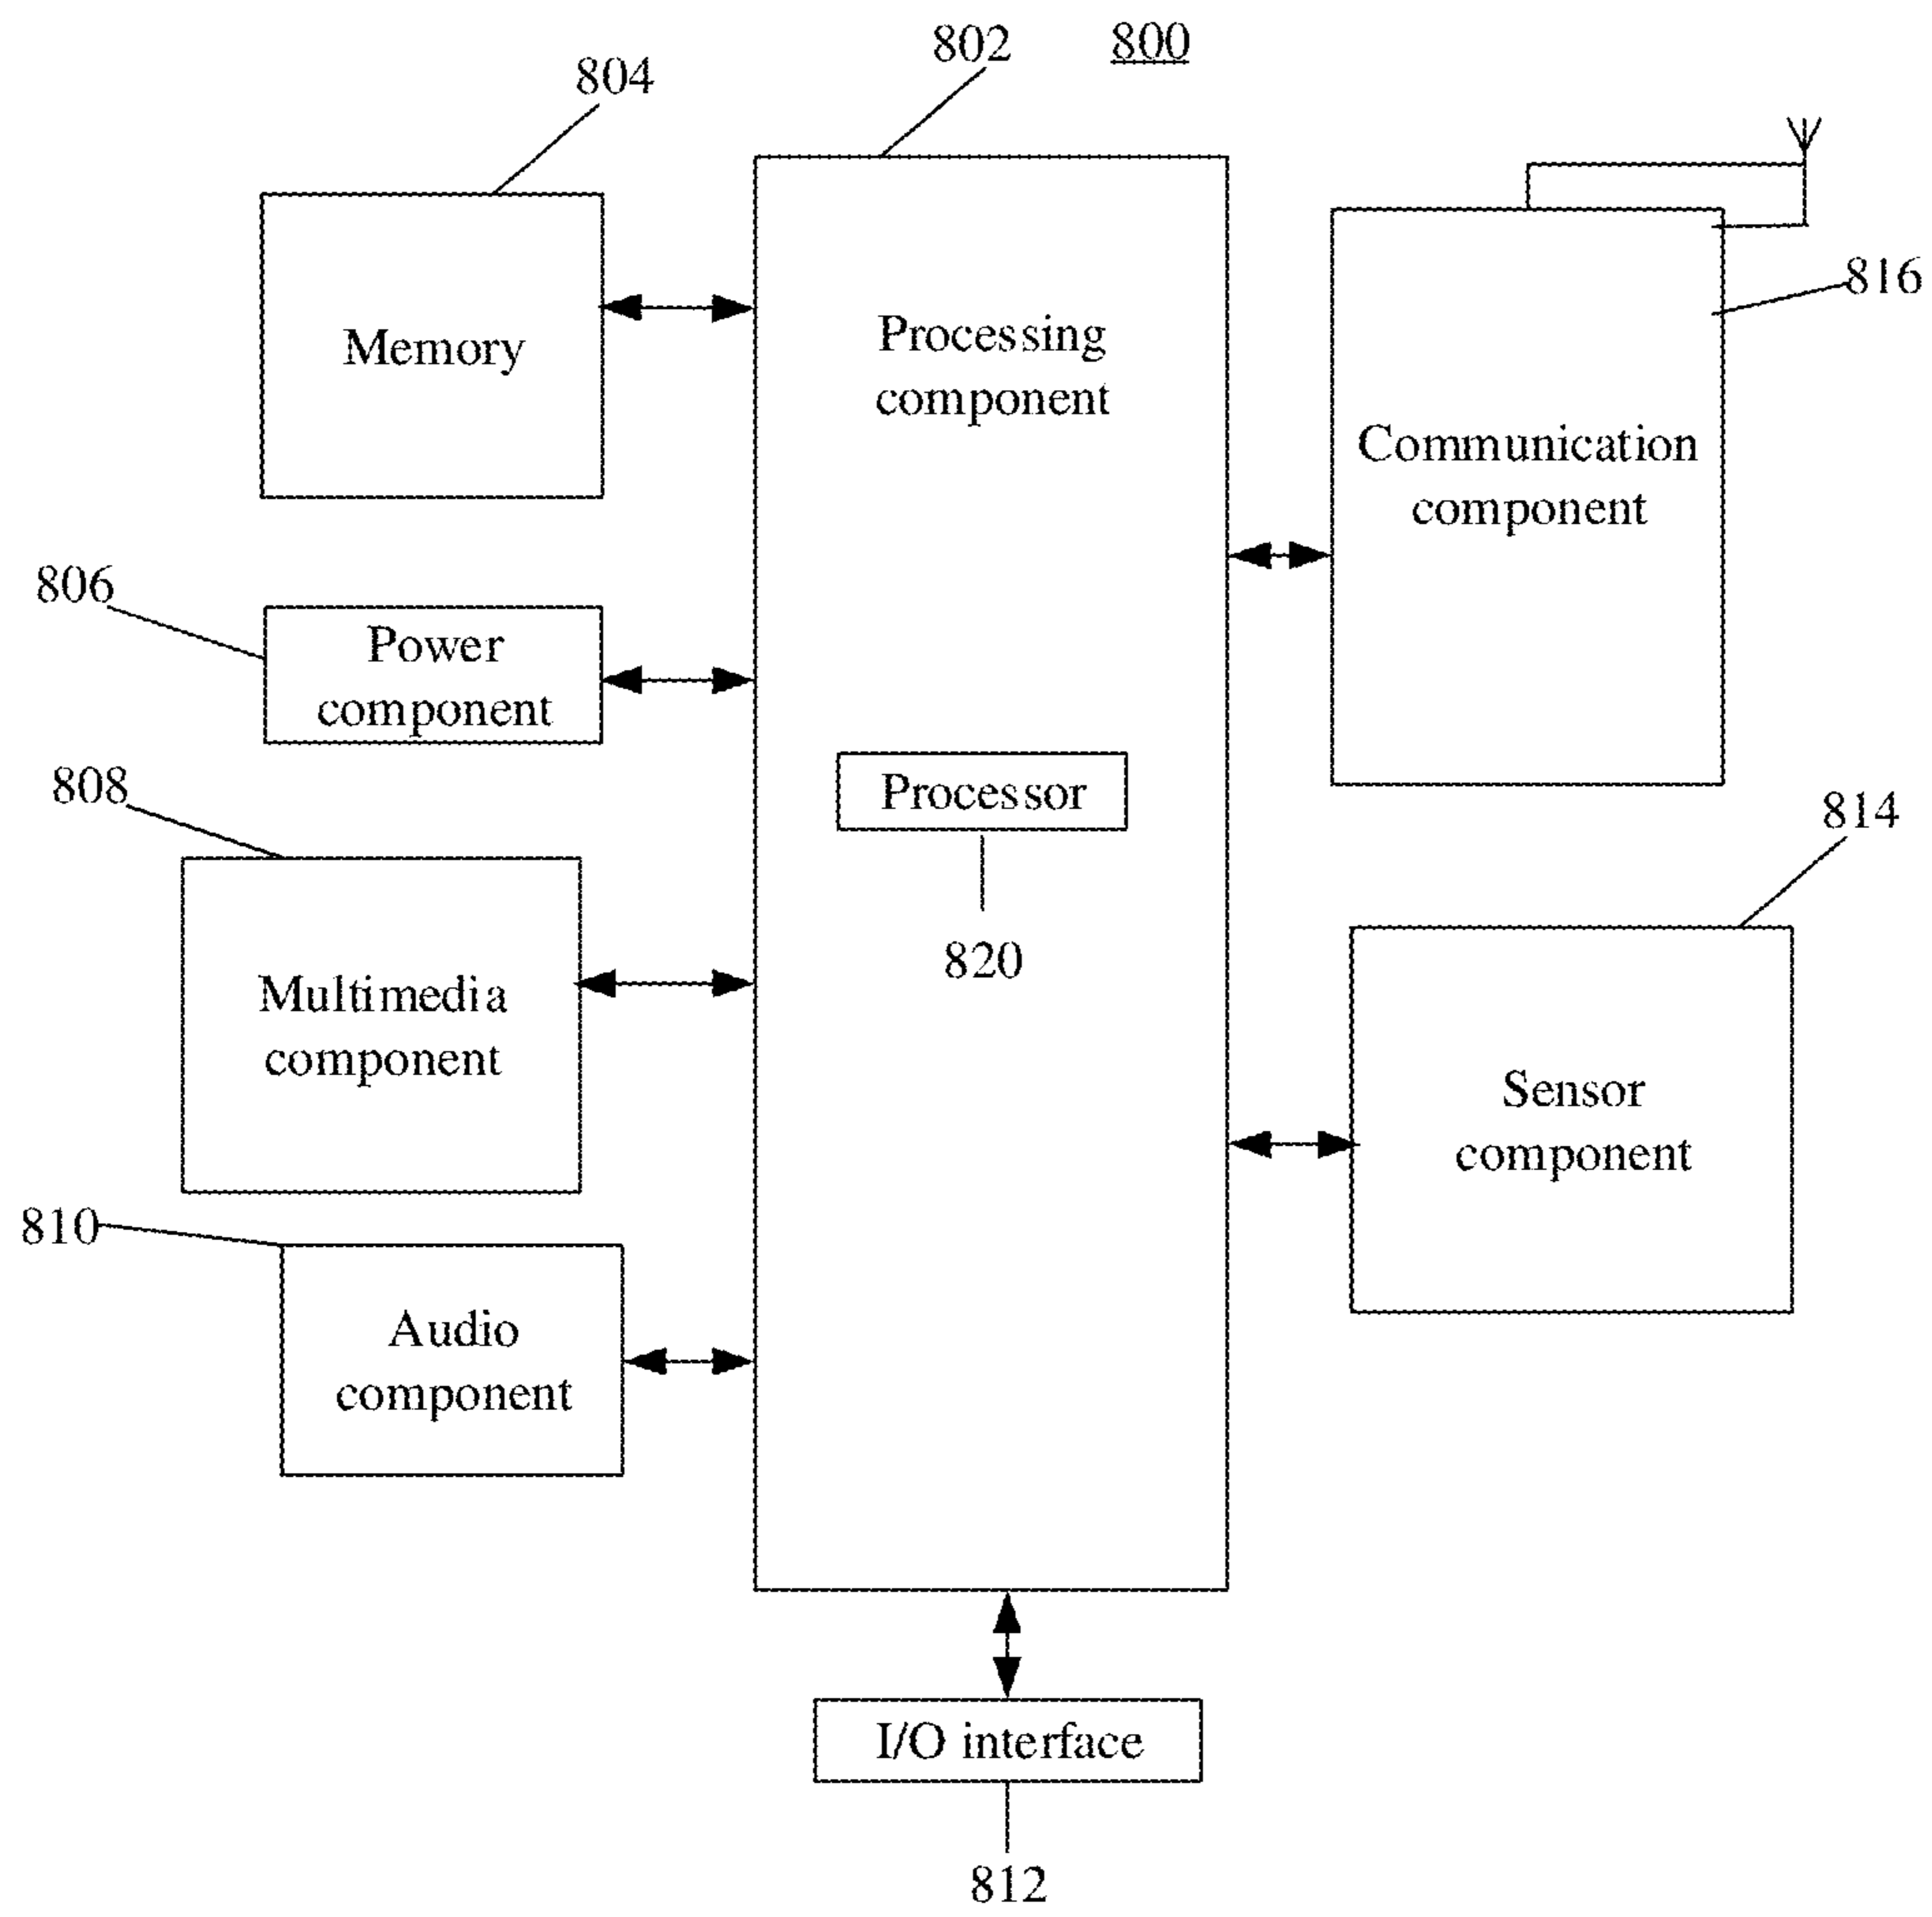 802
800
804
816
Memory
Processing
component
Communication
component
806
Power
component
808
Processor
814
820
Multimedia
component
Sensor
component
810
Audio
component
I/O interface
812